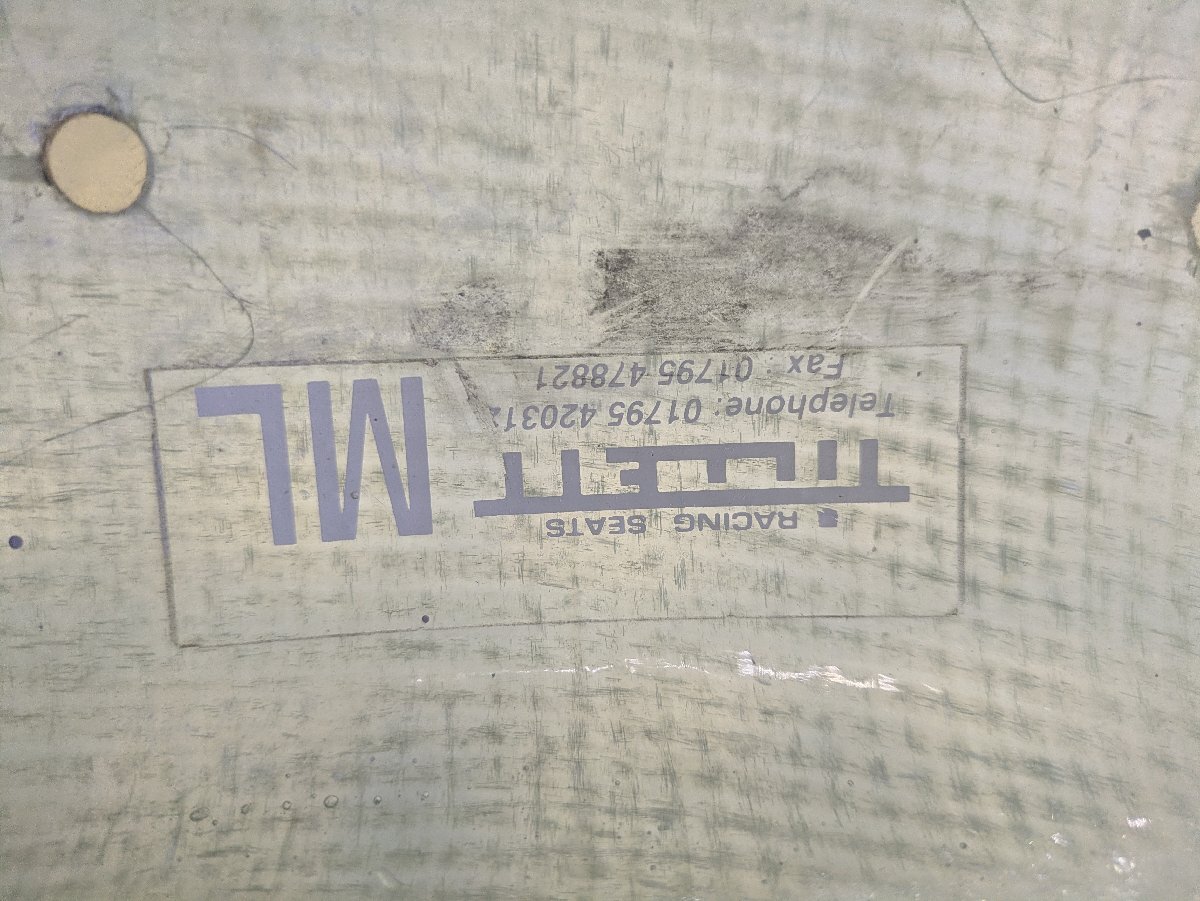 RACING SEATS
TILLETT
Telephone: 01795 420312
Fax : 01795 478821
ML